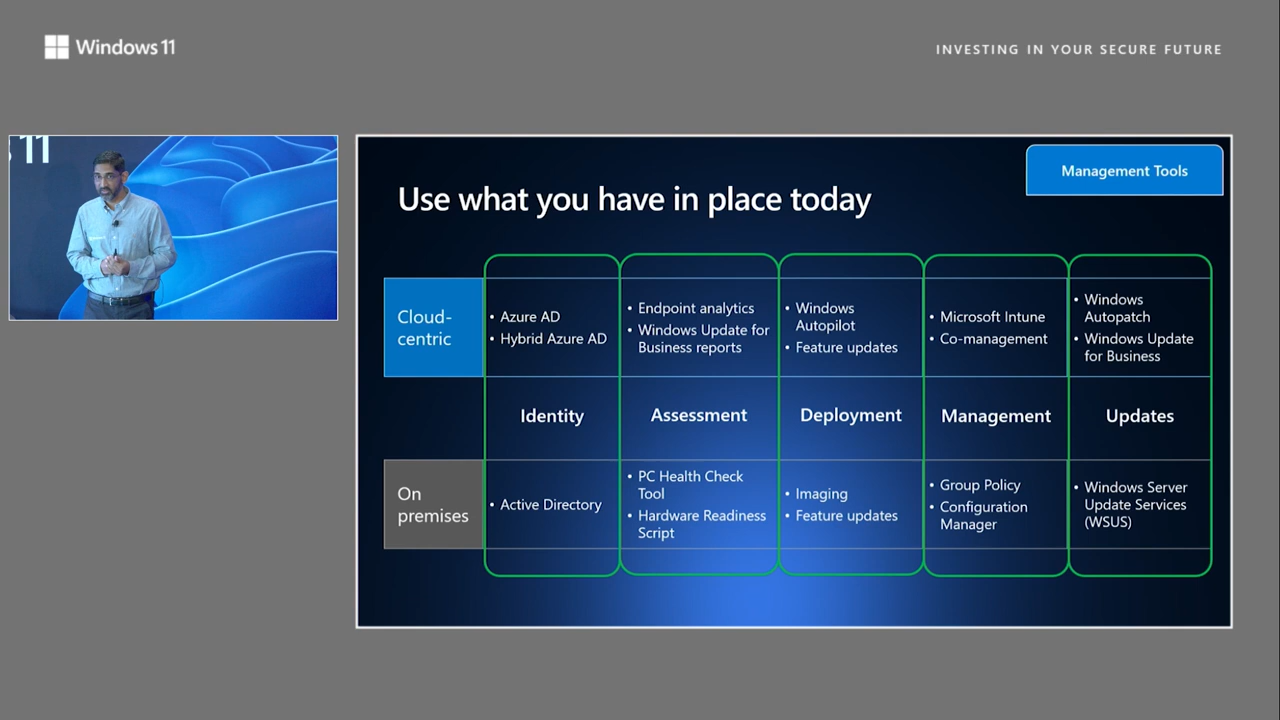 Windows 11
INVESTING IN YOUR SECURE FUTURE
11
Management Tools
Use what you have in place today
Cloud-
centric
• Azure AD
• Hybrid Azure AD
• Endpoint analytics
• Windows Update for
Business reports
• Windows
Autopilot
• Feature updates
• Microsoft Intune
• Co-management
• Windows
Autopatch
• Windows Update
for Business
Identity
Assessment
Deployment
Management
Updates
On
premises
• Active Directory
• PC Health Check
Tool
• Hardware Readiness
Script
• Imaging
• Feature updates
• Group Policy
• Configuration
Manager
• Windows Server
Update Services
(WSUS)